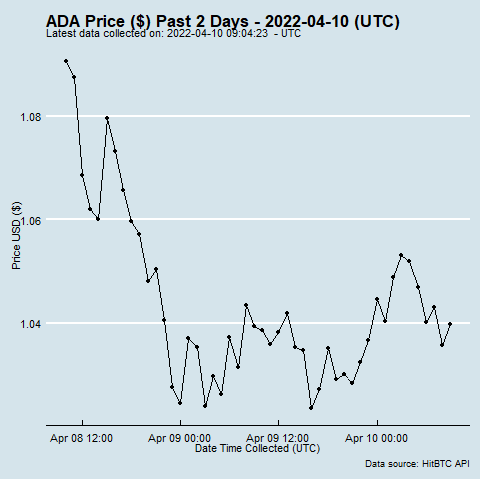 ADA Price ($) Past 2 Days - 2022-04-10 (UTC)
Latest data collected on: 2022-04-10 09:04:23  - UTC
1.08
1.06
1.04
Price USD ($)
Apr 08 12:00 Apr 09 00:00 Apr 09 12:00 Apr 10 00:00
Date Time Collected (UTC)
Data source: HitBTC API